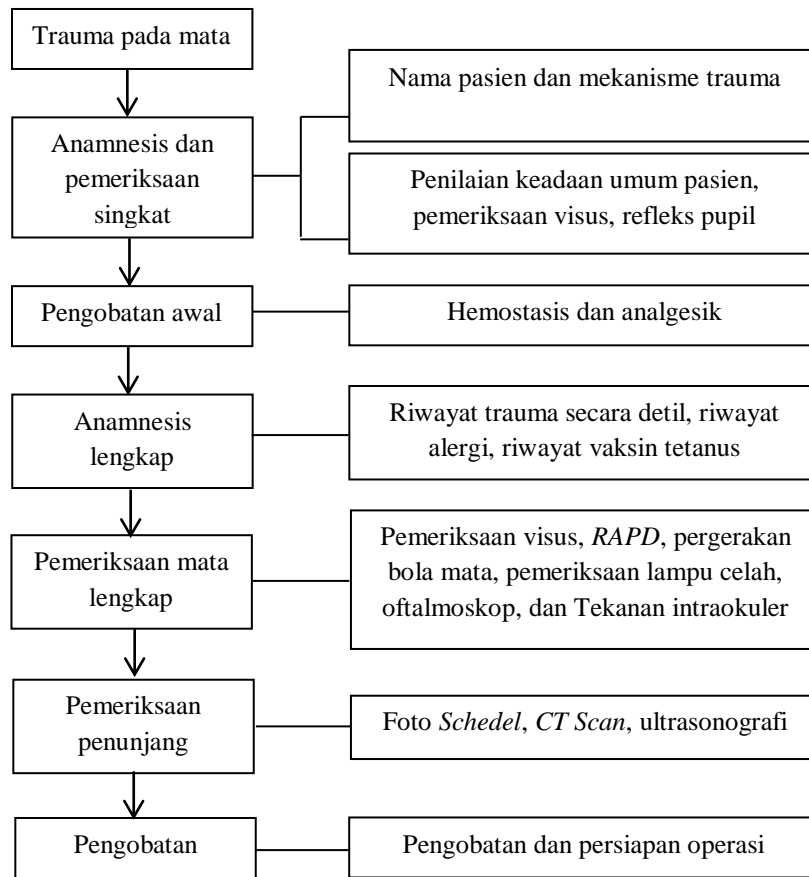 Trauma pada mata
Nama pasien dan mekanisme trauma
Anamnesis dan
pemeriksaan
singkat
Penilaian keadaan umum pasien,
pemeriksaan visus, refleks pupil
Pengobatan awal
Hemostasis dan analgesik
Anamnesis
lengkap
Riwayat trauma secara detil, riwayat
alergi, riwayat vaksin tetanus
Pemeriksaan mata
lengkap
Pemeriksaan visus, RAPD, pergerakan
bola mata, pemeriksaan lampu celah,
oftalmoskop, dan Tekanan intraokuler
Pemeriksaan
penunjang
Foto Schedel, CT Scan, ultrasonografi
Pengobatan
Pengobatan dan persiapan operasi